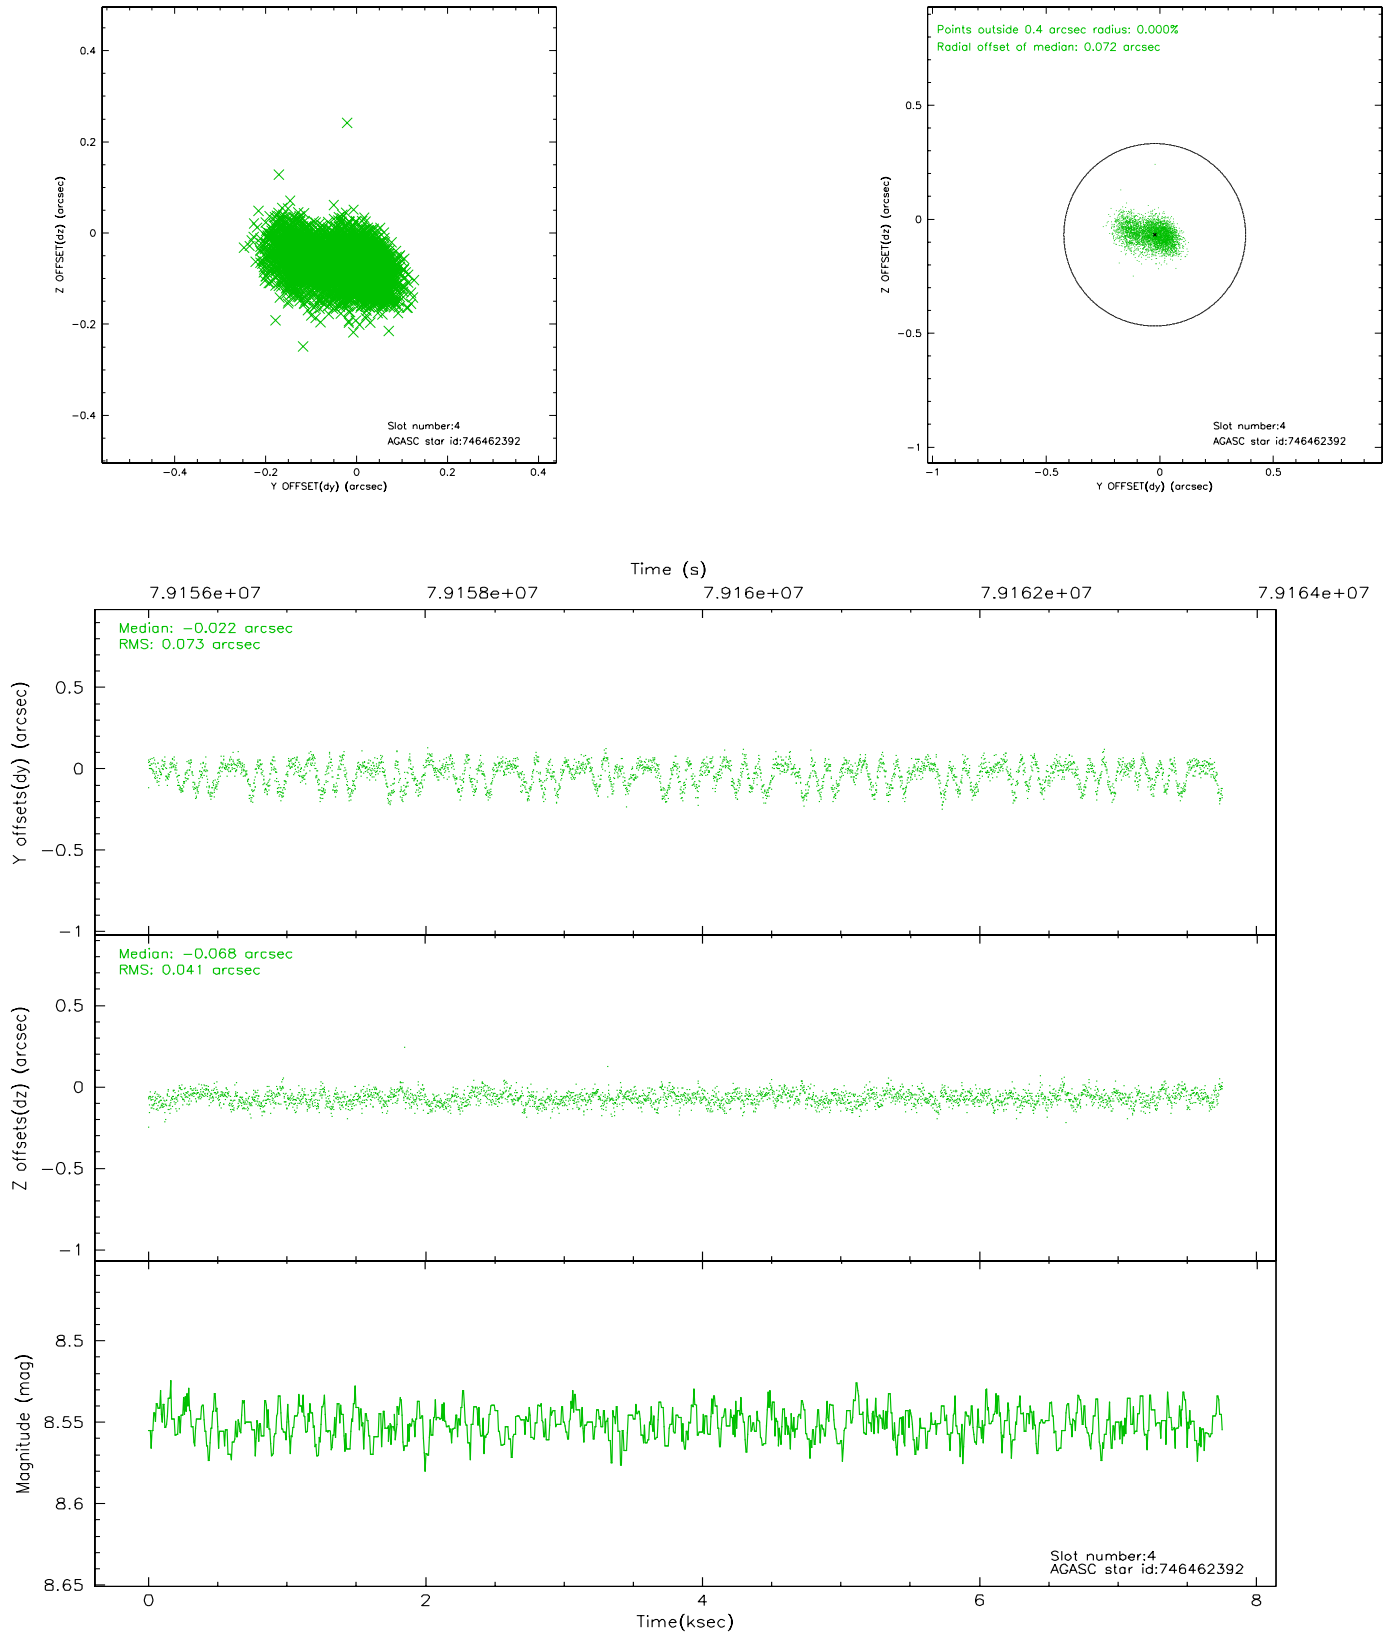 0.4
0.2
0
-0.2
-0.4
Z OFFSET(dz) (arcsec)
Slot number:4
AGASC star id:746462392
-0.4
-0.2
0
0.2
0.4
Y OFFSET(dy) (arcsec)
Points outside 0.4 arcsec radius: 0.000%
Radial offset of median: 0.072 arcsec
0.5
0
-0.5
-1
Z OFFSET(dz) (arcsec)
Slot number:4
AGASC star id:746462392
-1
-0.5
0
0.5
Y OFFSET(dy) (arcsec)
Time (s)
7.9156e+07
7.9158e+07
7.916e+07
7.9162e+07
7.9164e+07
Median: -0.022 arcsec
RMS: 0.073 arcsec
0.5
0
-0.5
-1
Y offsets(dy) (arcsec)
Median: -0.068 arcsec
RMS: 0.041 arcsec
0.5
0
-0.5
-1
Z offsets(dz) (arcsec)
8.5
8.55
8.6
8.65
Magnitude (mag)
Slot number:4
AGASC star id:746462392
0
2
4
6
8
Time(ksec)